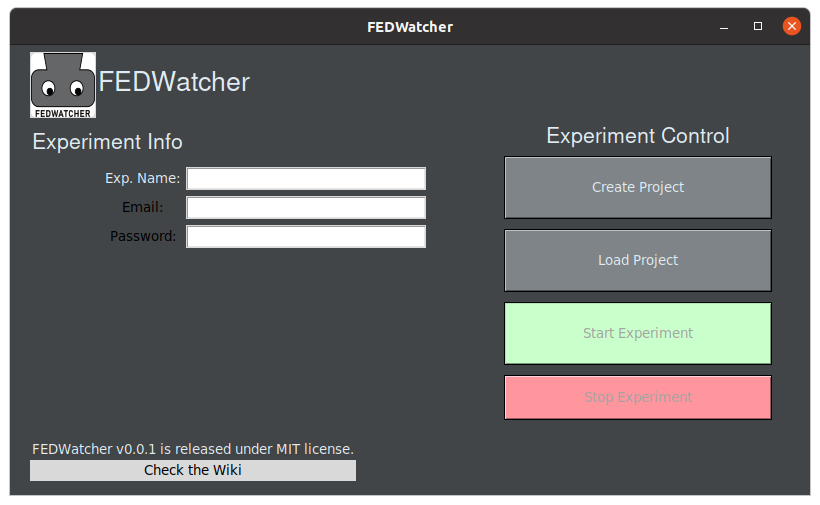 FEDWatcher
FEDWATCHER
FEDWatcher
Experiment Info
Exp. Name:
Email:
Password:
Experiment Control
Create Project
Load Project
Start Experiment
Stop Experiment
FEDWatcher v0.0.1 is released under MIT license.
Check the Wiki